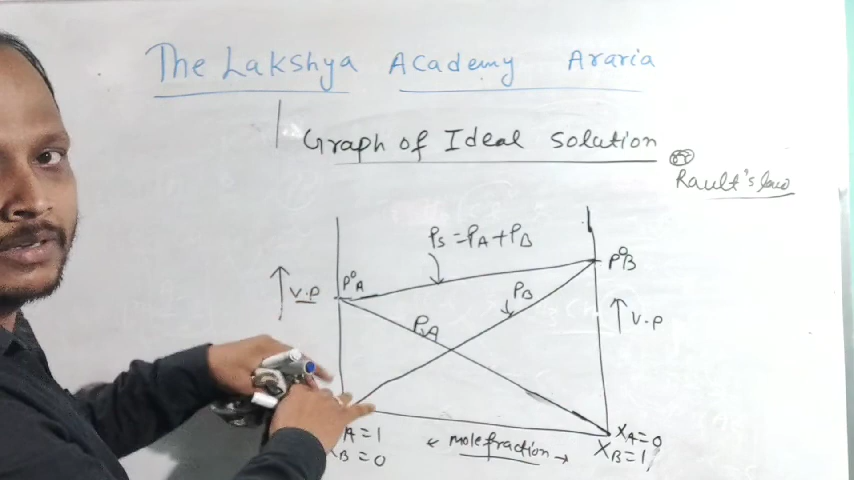 The Lakshya Academy Araria
Graph of Ideal solution
Rault's law
Ps = PA + PB
P°A
P°B
V.P
PB
PA
V.P
A = 1
XB = 0
← mole fraction →
XA = 0
XB = 1